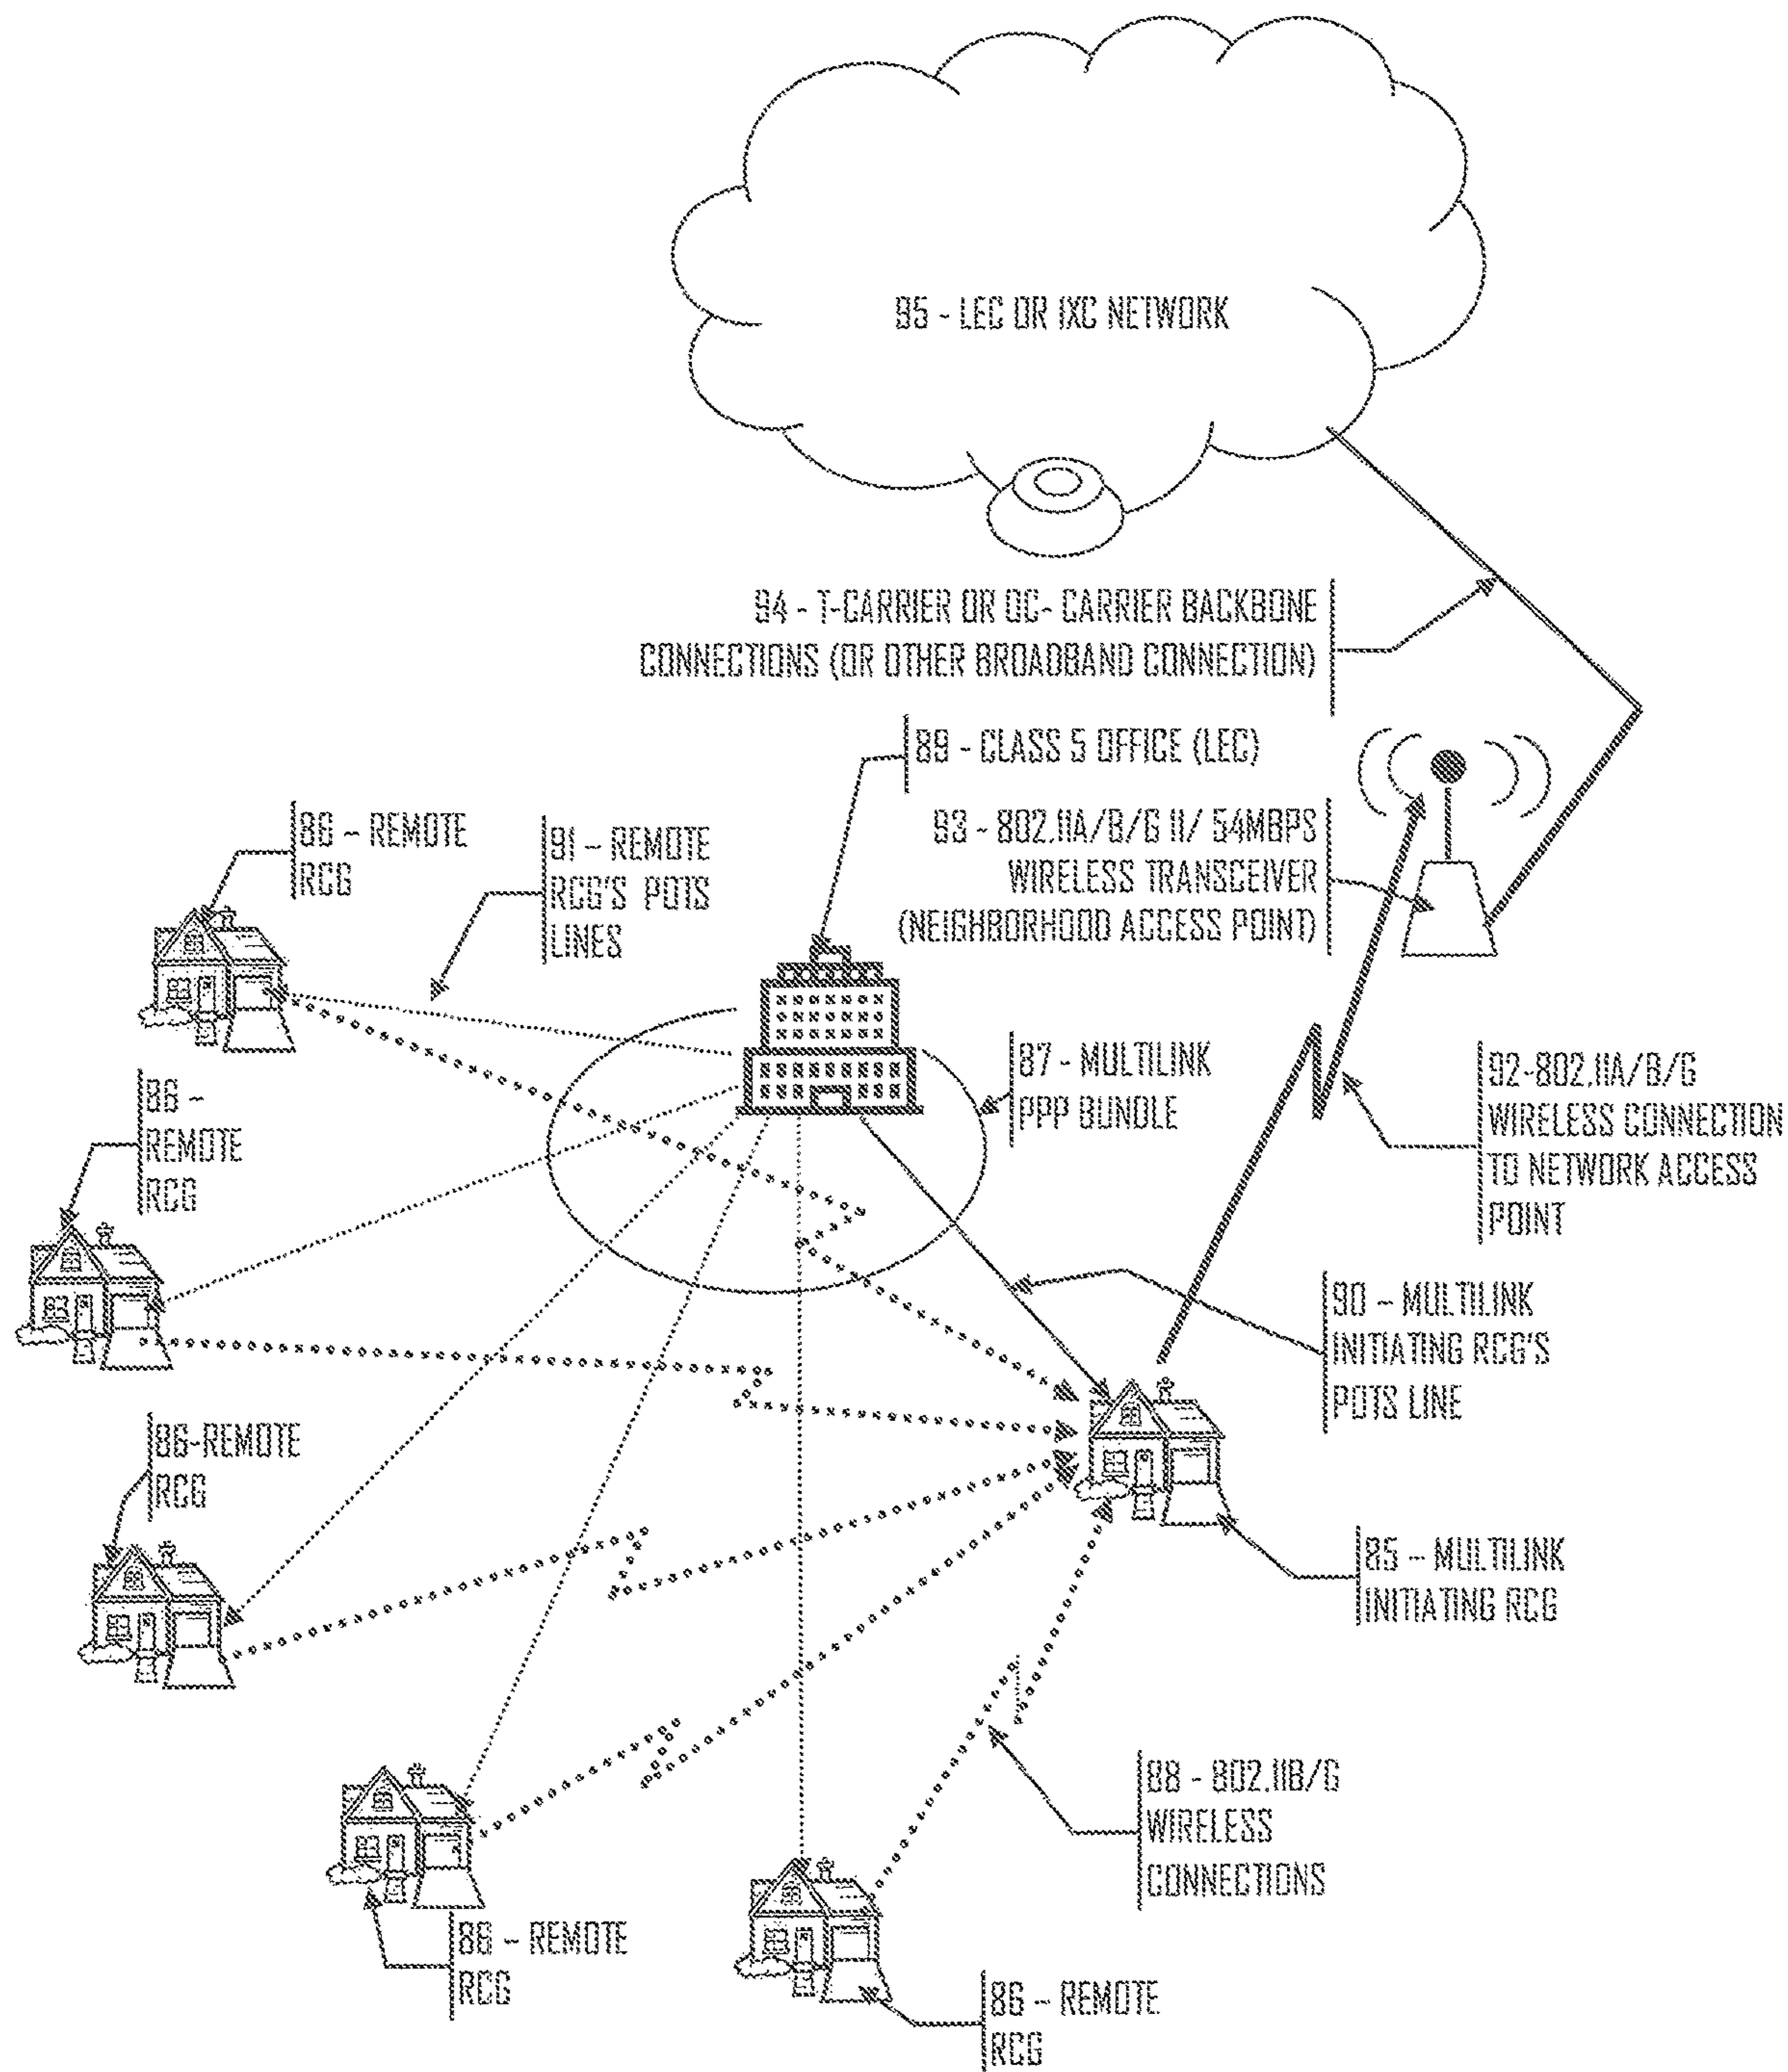 95 - LEC OR IXC NETWORK
94 - T-CARRIER OR OC- CARRIER BACKBONE
CONNECTIONS (OR OTHER BROADBAND CONNECTION)
89 - CLASS 5 OFFICE (LEC)
93 - 802.11A/B/G 11/ 54MBPS
WIRELESS TRANSCEIVER
(NEIGHBORHOOD ACCESS POINT)
86 - REMOTE
RCG
91 - REMOTE
RCG'S POTS
LINES
87 - MULTILINK
PPP BUNDLE
92-802.11A/B/G
WIRELESS CONNECTION
TO NETWORK ACCESS
POINT
86 -
REMOTE
RCG
90 - MULTILINK
INITIATING RCG'S
POTS LINE
86-REMOTE
RCG
85 - MULTILINK
INITIATING RCG
88 - 802.11B/G
WIRELESS
CONNECTIONS
86 - REMOTE
RCG
86 - REMOTE
RCG